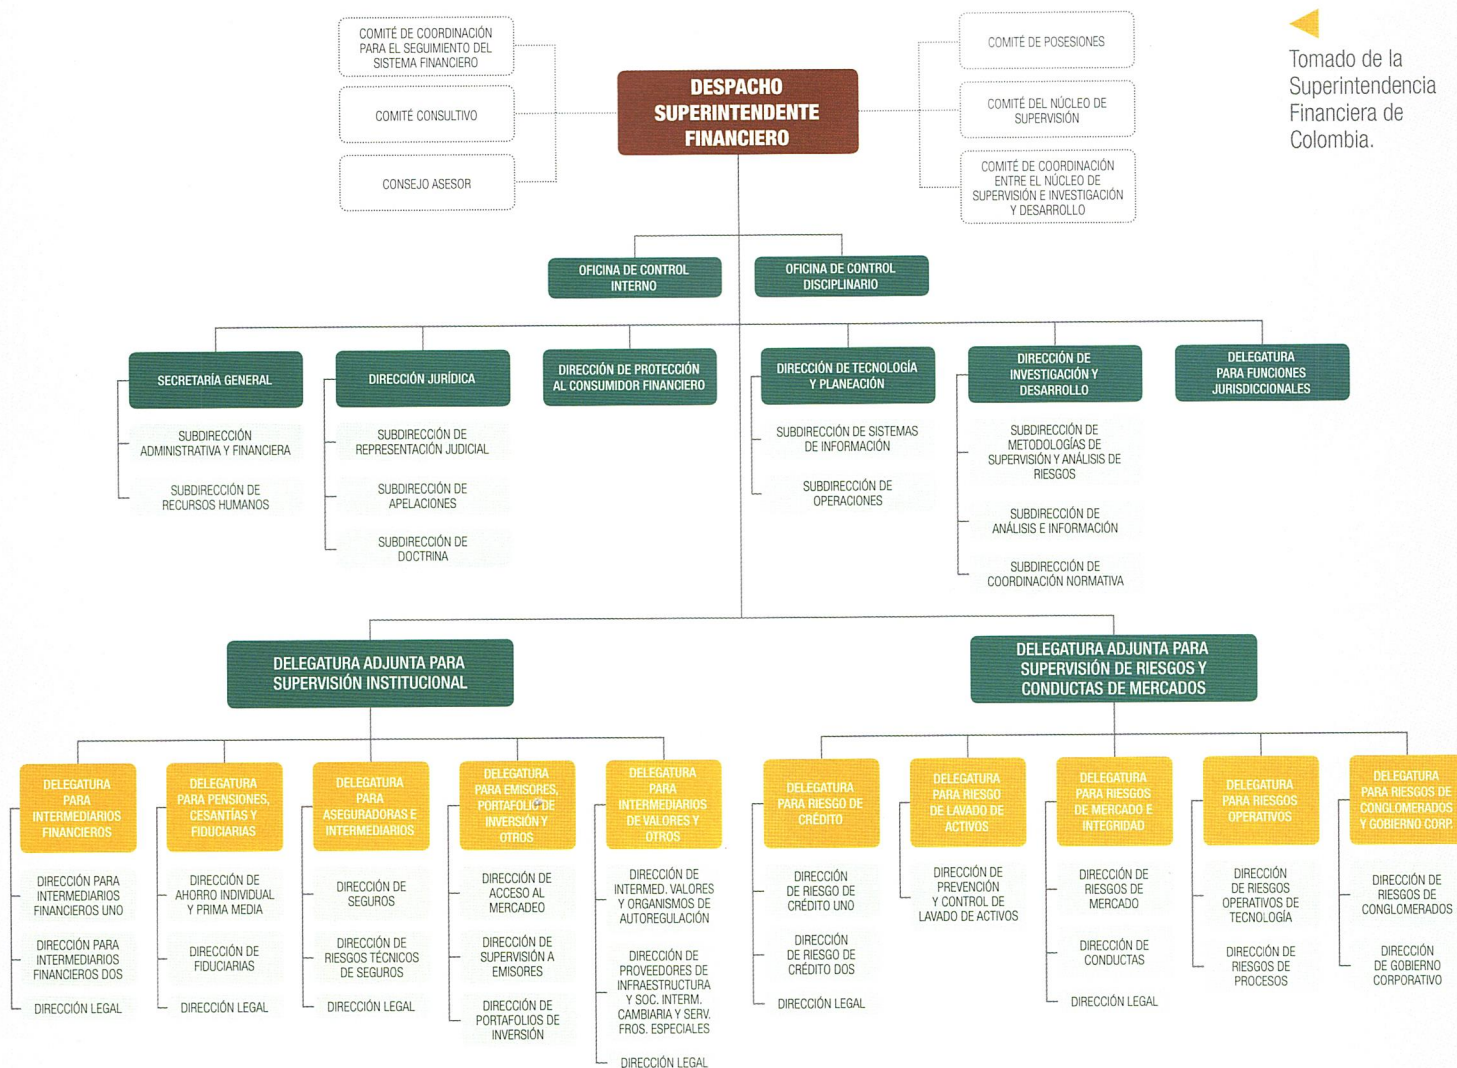 COMITÉ DE COORDINACIÓN
PARA EL SEGUIMIENTO DEL
SISTEMA FINANCIERO
COMITÉ CONSULTIVO
CONSEJO ASESOR
DESPACHO
SUPERINTENDENTE
FINANCIERO
COMITÉ DE POSESIONES
COMITÉ DEL NÚCLEO DE
SUPERVISIÓN
COMITÉ DE COORDINACIÓN
ENTRE EL NÚCLEO DE
SUPERVISIÓN E INVESTIGACIÓN
Y DESARROLLO
Tomado de la
Superintendencia
Financiera de
Colombia.
OFICINA DE CONTROL
INTERNO
OFICINA DE CONTROL
DISCIPLINARIO
SECRETARÍA GENERAL
SUBDIRECCIÓN
ADMINISTRATIVA Y FINANCIERA
SUBDIRECCIÓN DE
RECURSOS HUMANOS
DIRECCIÓN JURÍDICA
SUBDIRECCIÓN DE
REPRESENTACIÓN JUDICIAL
SUBDIRECCIÓN DE
APELACIONES
SUBDIRECCIÓN DE
DOCTRINA
DIRECCIÓN DE PROTECCIÓN
AL CONSUMIDOR FINANCIERO
DIRECCIÓN DE TECNOLOGÍA
Y PLANEACIÓN
SUBDIRECCIÓN DE SISTEMAS
DE INFORMACIÓN
SUBDIRECCIÓN DE
OPERACIONES
DIRECCIÓN DE
INVESTIGACIÓN Y
DESARROLLO
SUBDIRECCIÓN DE
METODOLOGÍAS DE
SUPERVISIÓN Y ANÁLISIS DE
RIESGOS
SUBDIRECCIÓN DE
ANÁLISIS E INFORMACIÓN
SUBDIRECCIÓN DE
COORDINACIÓN NORMATIVA
DELEGATURA
PARA FUNCIONES
JURISDICCIONALES
DELEGATURA ADJUNTA PARA
SUPERVISIÓN INSTITUCIONAL
DELEGATURA ADJUNTA PARA
SUPERVISIÓN DE RIESGOS Y
CONDUCTAS DE MERCADOS
DELEGATURA
PARA
INTERMEDIARIOS
FINANCIEROS
DIRECCIÓN PARA
INTERMEDIARIOS
FINANCIEROS UNO
DIRECCIÓN PARA
INTERMEDIARIOS
FINANCIEROS DOS
DIRECCIÓN LEGAL
DELEGATURA
PARA PENSIONES,
CESANTÍAS Y
FIDUCIARIAS
DIRECCIÓN DE
AHORRO INDIVIDUAL
Y PRIMA MEDIA
DIRECCIÓN DE
FIDUCIARIAS
DIRECCIÓN LEGAL
DELEGATURA
PARA
ASEGURADORAS E
INTERMEDIARIOS
DIRECCIÓN DE
SEGUROS
DIRECCIÓN DE
RIESGOS TÉCNICOS
DE SEGUROS
DIRECCIÓN LEGAL
DELEGATURA
PARA EMISORES,
PORTAFOLIO DE
INVERSIÓN Y
OTROS
DIRECCIÓN DE
ACCESO AL
MERCADEO
DIRECCIÓN DE
SUPERVISIÓN A
EMISORES
DIRECCIÓN DE
PORTAFOLIOS DE
INVERSIÓN
DELEGATURA
PARA
INTERMEDIARIOS
DE VALORES Y
OTROS
DIRECCIÓN DE
INTERMED. VALORES
Y ORGANISMOS DE
AUTOREGULACIÓN
DIRECCIÓN DE
PROVEEDORES DE
INFRAESTRUCTURA
Y SOC. INTERM.
CAMBIARIA Y SERV.
FROS. ESPECIALES
DIRECCIÓN LEGAL
DELEGATURA
PARA RIESGO DE
CRÉDITO
DIRECCIÓN
DE RIESGO DE
CRÉDITO UNO
DIRECCIÓN
DE RIESGO DE
CRÉDITO DOS
DIRECCIÓN LEGAL
DELEGATURA
PARA RIESGO
DE LAVADO DE
ACTIVOS
DIRECCIÓN DE
PREVENCIÓN
Y CONTROL DE
LAVADO DE ACTIVOS
DELEGATURA
PARA RIESGOS
DE MERCADO E
INTEGRIDAD
DIRECCIÓN DE
RIESGOS DE
MERCADO
DIRECCIÓN DE
CONDUCTAS
DIRECCIÓN LEGAL
DELEGATURA
PARA RIESGOS
OPERATIVOS
DIRECCIÓN
DE RIESGOS
OPERATIVOS DE
TECNOLOGÍA
DIRECCIÓN DE
RIESGOS DE
PROCESOS
DELEGATURA
PARA RIESGOS DE
CONGLOMERADOS
Y GOBIERNO CORP.
DIRECCIÓN DE
RIESGOS DE
CONGLOMERADOS
DIRECCIÓN
DE GOBIERNO
CORPORATIVO